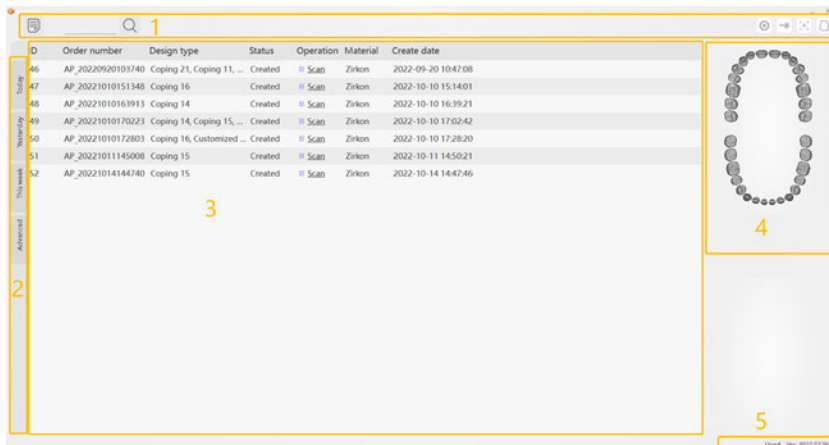 1
ID Order number Design type Status Operation Material Create date
46 AP_20220920103740 Coping 21, Coping 11, ... Created Scan Zirkon 2022-09-20 10:47:08
47 AP_20221010151348 Coping 16 Created Scan Zirkon 2022-10-10 15:14:01
48 AP_20221010163913 Coping 14 Created Scan Zirkon 2022-10-10 16:39:21
49 AP_20221010170223 Coping 14, Coping 15, ... Created Scan Zirkon 2022-10-10 17:02:42
50 AP_20221010172803 Coping 16, Customized ... Created Scan Zirkon 2022-10-10 17:28:20
51 AP_20221011145008 Coping 15 Created Scan Zirkon 2022-10-11 14:50:21
52 AP_20221014144740 Coping 15 Created Scan Zirkon 2022-10-14 14:47:46
Today
Yesterday
This week
Advanced
2
3
4
5